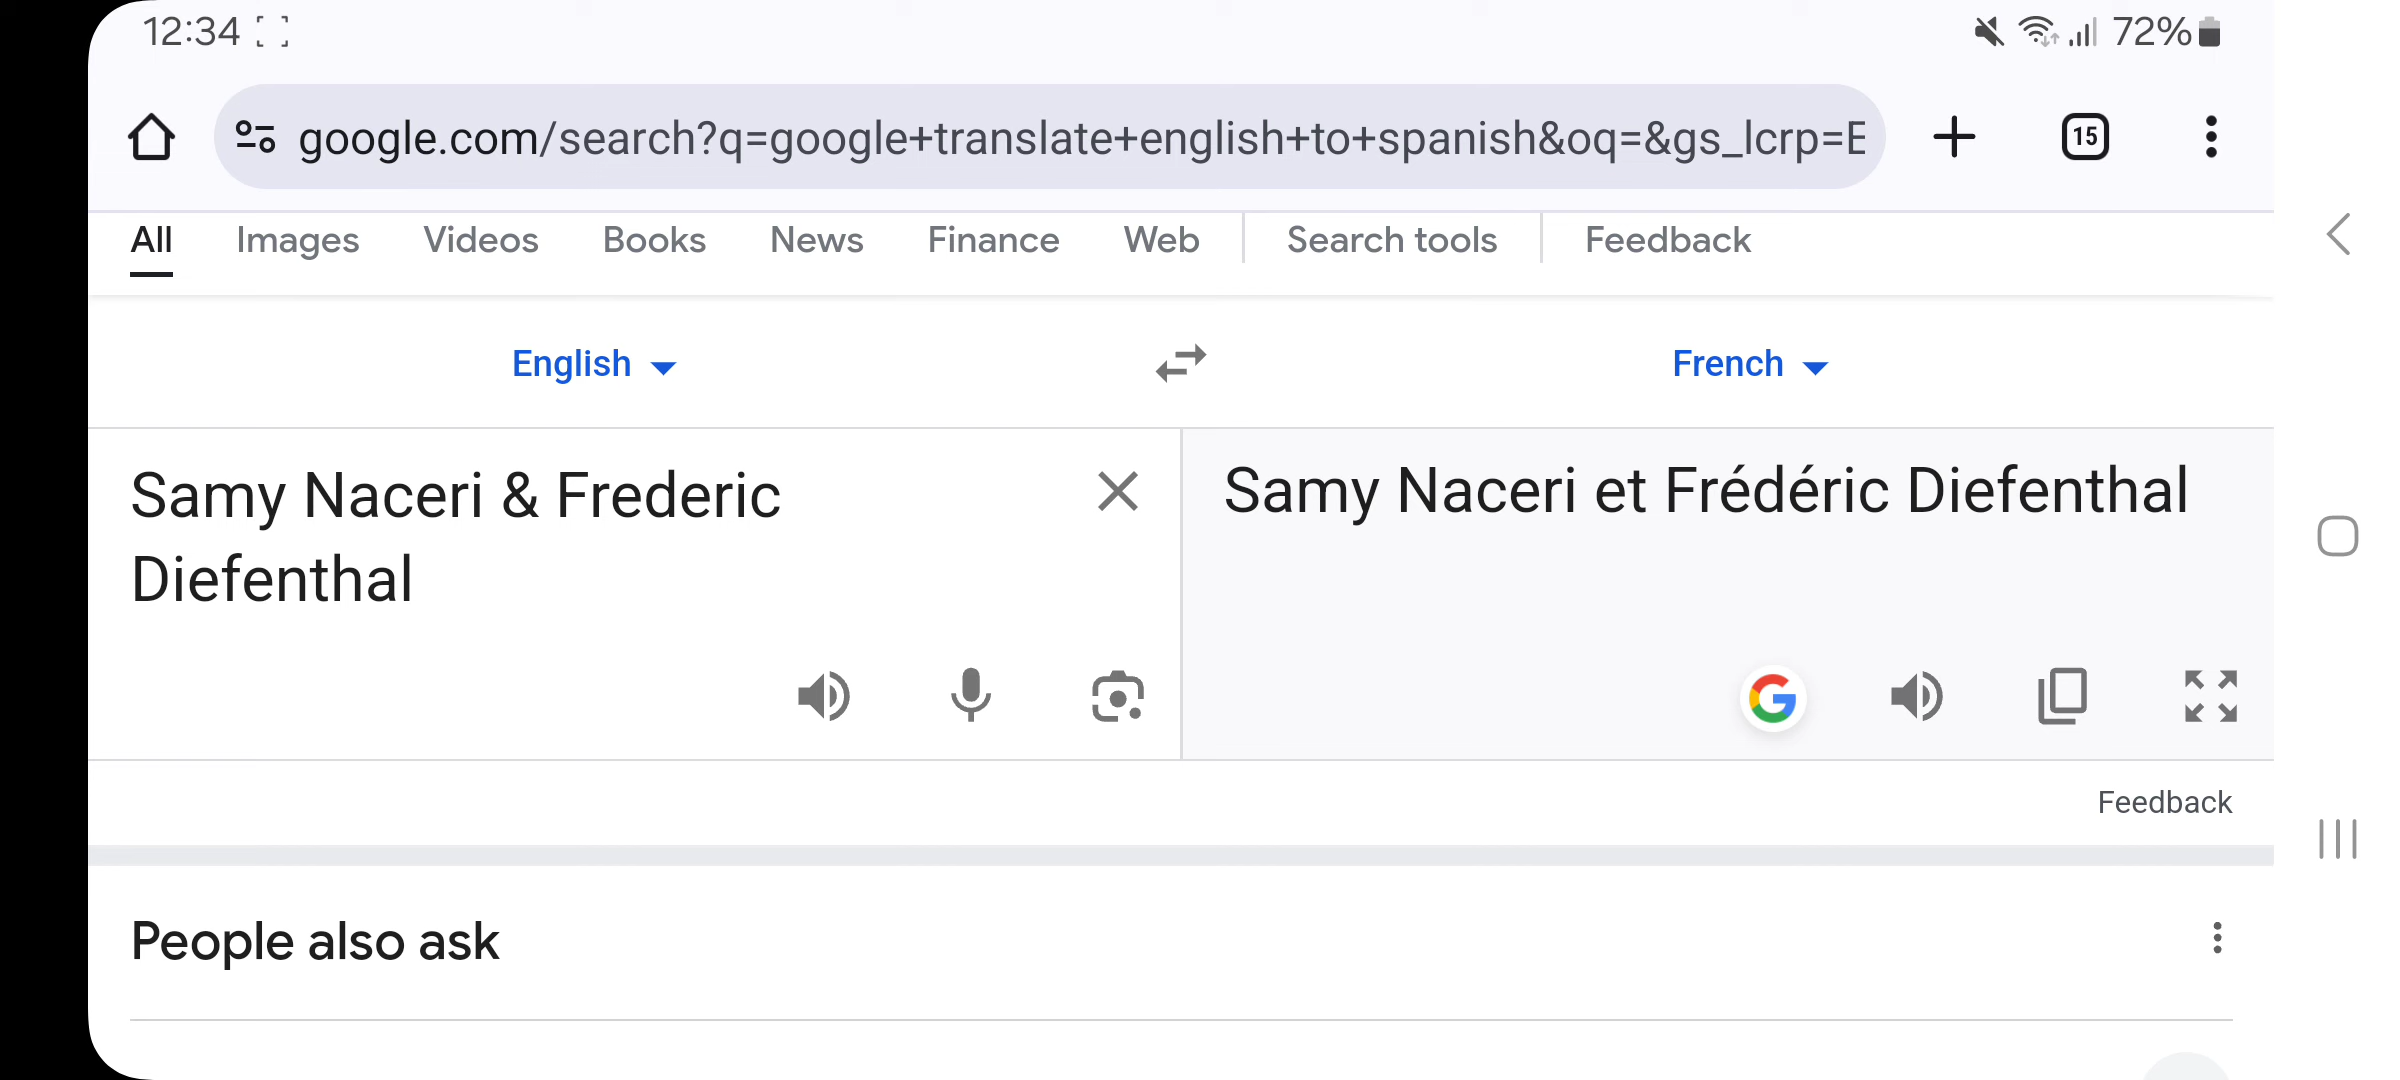 12:34
72%
google.com/search?q=google+translate+english+to+spanish&oq=&gs_lcrp=E
15
All Images Videos Books News Finance Web Search tools Feedback
English
French
Samy Naceri & Frederic
Diefenthal
Samy Naceri et Frédéric Diefenthal
Feedback
People also ask